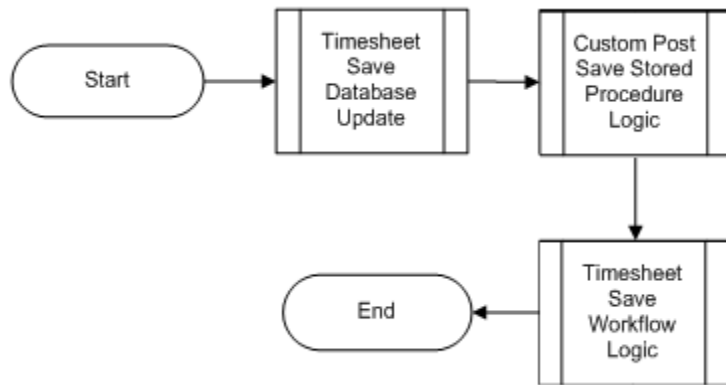 Start
Timesheet
Save
Database
Update
Custom Post
Save Stored
Procedure
Logic
Timesheet
Save
Workflow
Logic
End